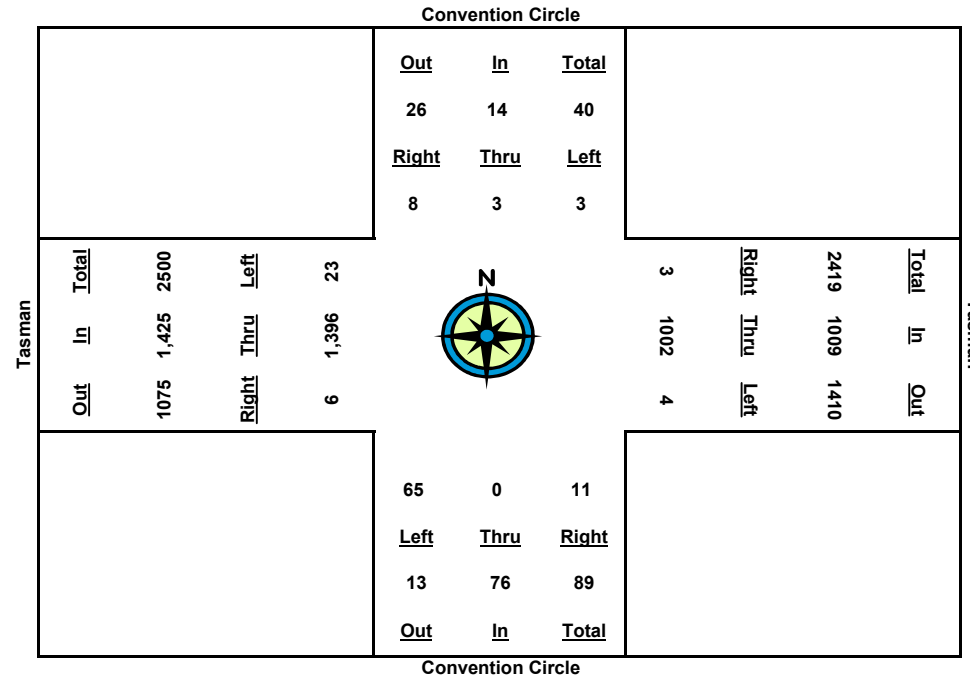 Convention Circle
Out In Total
26 14 40
Right Thru Left
8 3 3
Tasman
Total 2500 Left 23
In 1,425 Thru 1,396
Out 1075 Right 6
N
3 Right 2419 Total
1002 Thru 1009 In
4 Left 1410 Out
Tasman
65 0 11
Left Thru Right
13 76 89
Out In Total
Convention Circle